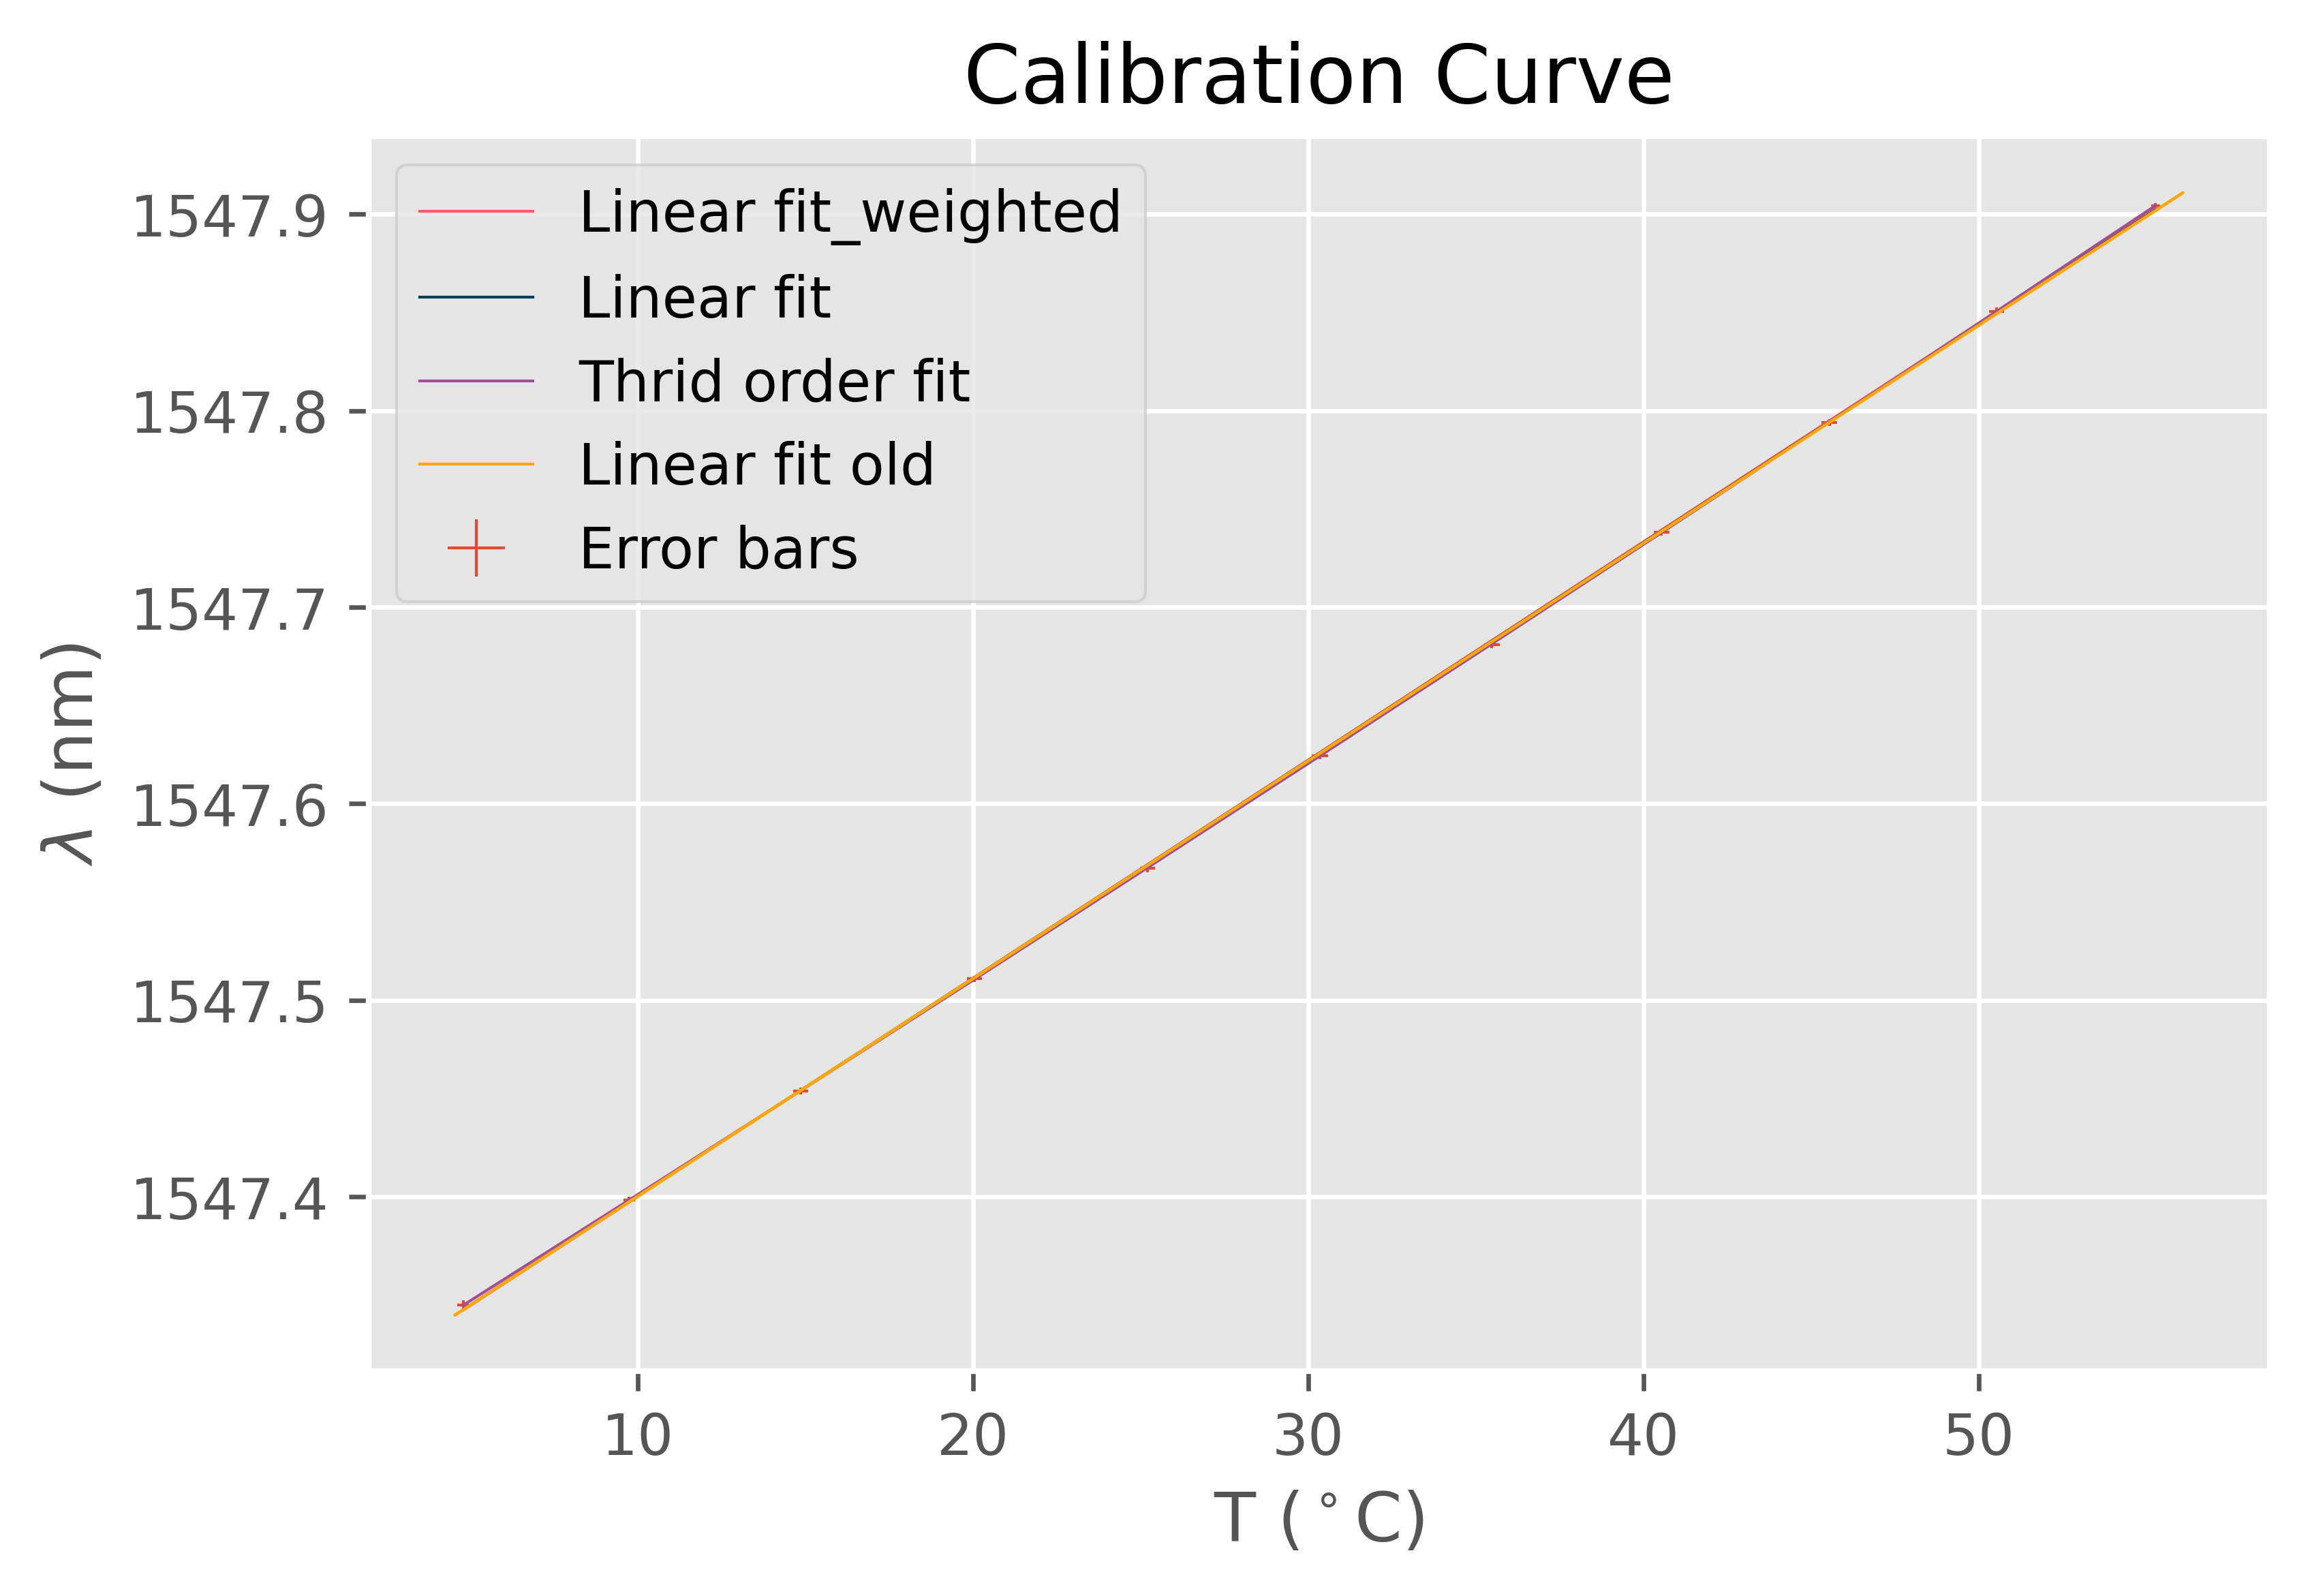 Calibration Curve
Linear fit_weighted
Linear fit
Thrid order fit
Linear fit old
Error bars
1547.9
1547.8
1547.7
1547.6
1547.5
1547.4
λ (nm)
10 20 30 40 50
T (°C)